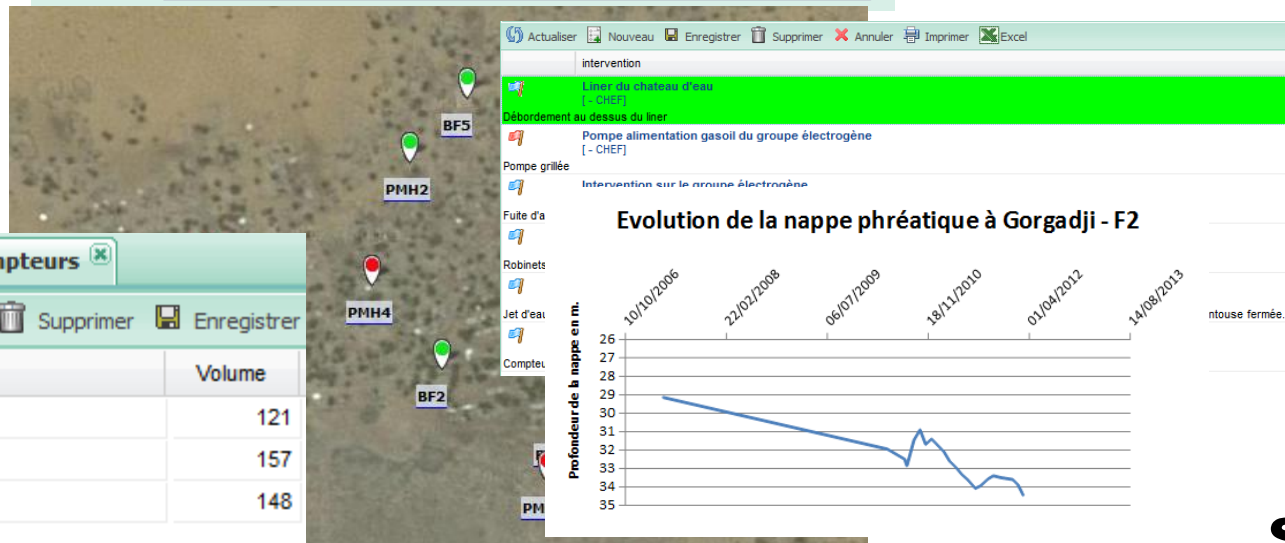 Actualiser Nouveau Enregistrer Supprimer Annuler Imprimer Excel
intervention
Liner du chateau d'eau
[ - CHEF]
Débordement au dessus du liner
Pompe alimentation gasoil du groupe électrogène
[ - CHEF]
Pompe grillée
Intervention sur le groupe électrogène
Fuite d'a
Robinets
Jet d'eau
ntouse fermée.
Compteu
BF5
PMH2
PMH4
BF2
PM
mpteurs
Supprimer Enregistrer
Volume
121
157
148
Evolution de la nappe phréatique à Gorgadji - F2
10/10/2006 22/02/2008 06/07/2009 18/11/2010 01/04/2012 14/08/2013
Profondeur de la nappe en m.
26
27
28
29
30
31
32
33
34
35